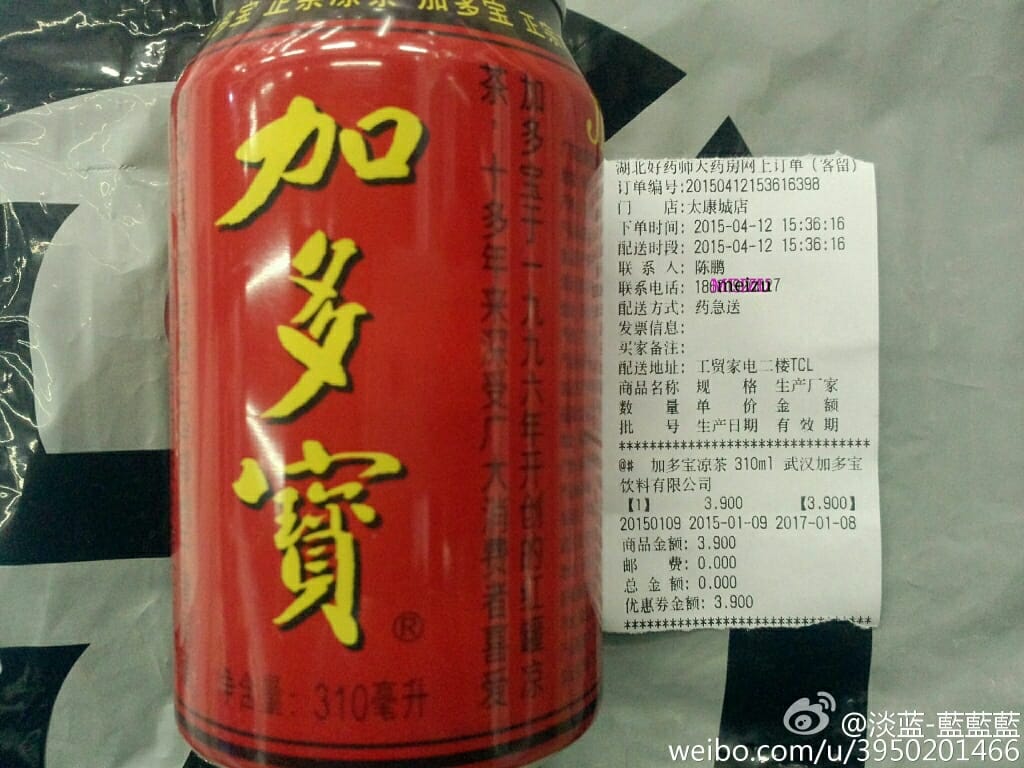 加多宝 正宗凉茶 加多宝 正宗
加多寶
®
净含量: 310毫升
加多宝于一九九六年开创的红罐凉
茶，十多年来深受广大消费者喜爱
湖北好药师大药房网上订单（客留）
订单编号:20150412153616398
门　　店:太康城店
下单时间: 2015-04-12 15:36:16
配送时段: 2015-04-12 15:36:16
联 系 人: 陈鹏
联系电话: 18 meizu 27
配送方式: 药急送
发票信息:
买家备注:
配送地址: 工贸家电二楼TCL
商品名称 规　　格 生产厂家
数　　量 单　　价 金　　额
批　　号 生产日期 有 效 期
******************************
@# 加多宝凉茶 310ml 武汉加多宝
饮料有限公司
【1】 3.900 【3.900】
20150109 2015-01-09 2017-01-08
商品金额: 3.900
邮　　费: 0.000
总 金 额: 0.000
优惠券金额: 3.900
******************************
@淡蓝-藍藍藍
weibo.com/u/3950201466